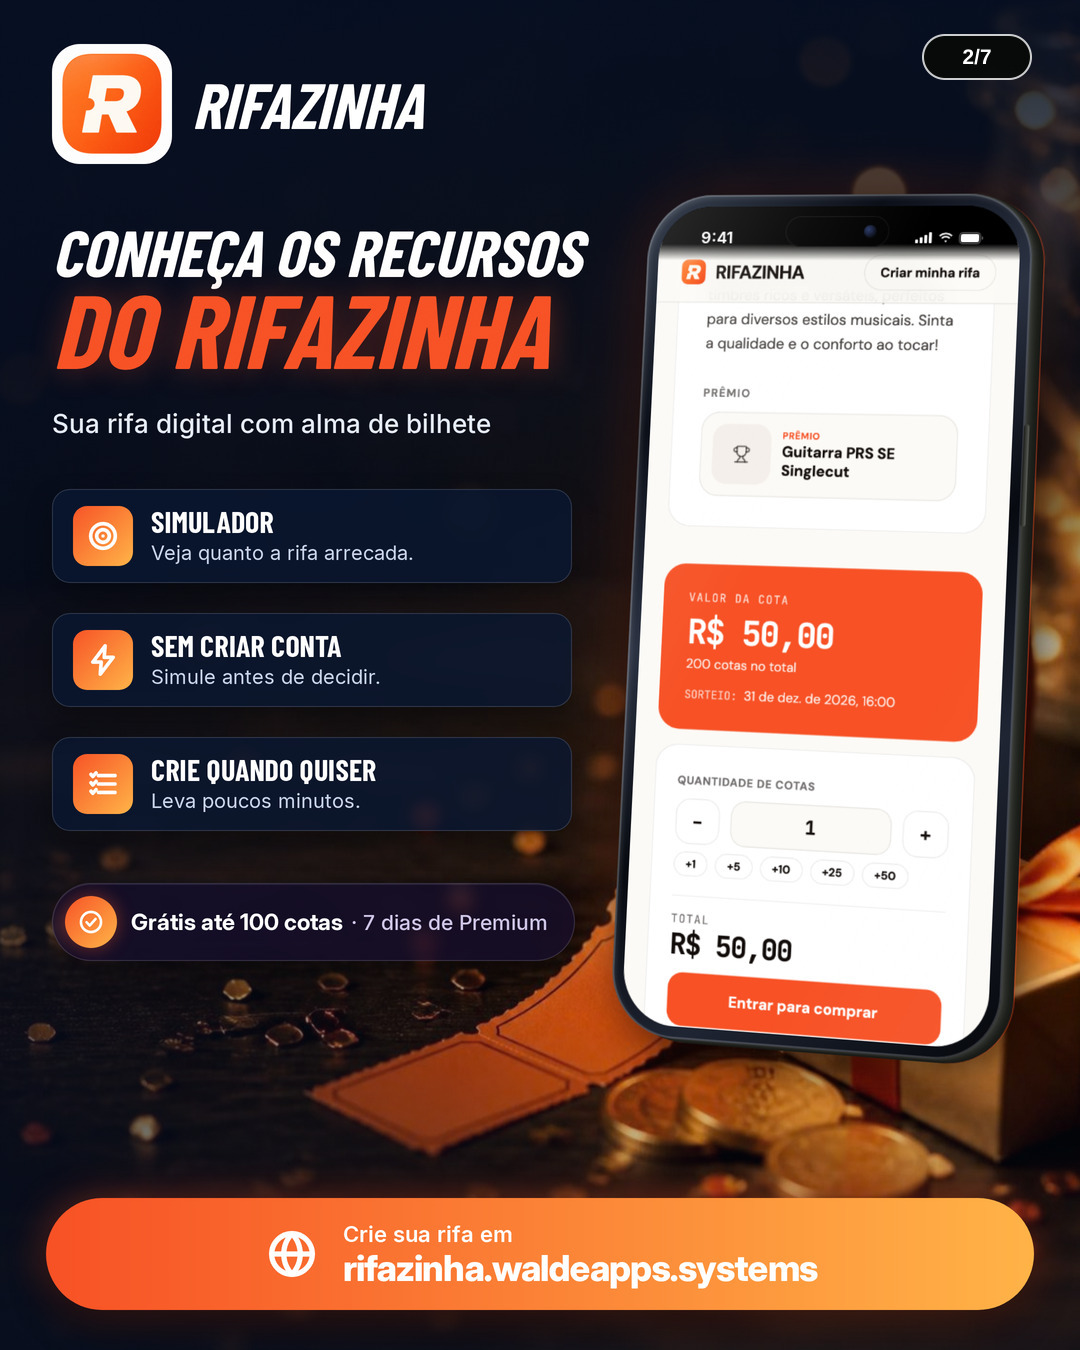 R RIFAZINHA
2/7
CONHEÇA OS RECURSOS
DO RIFAZINHA
Sua rifa digital com alma de bilhete
SIMULADOR
Veja quanto a rifa arrecada.
SEM CRIAR CONTA
Simule antes de decidir.
CRIE QUANDO QUISER
Leva poucos minutos.
Grátis até 100 cotas · 7 dias de Premium
9:41
R RIFAZINHA
Criar minha rifa
para diversos estilos musicais. Sinta
a qualidade e o conforto ao tocar!
PRÊMIO
PRÊMIO
Guitarra PRS SE
Singlecut
VALOR DA COTA
R$ 50,00
200 cotas no total
SORTEIO: 31 de dez. de 2026, 16:00
QUANTIDADE DE COTAS
- 1 +
+1 +5 +10 +25 +50
TOTAL
R$ 50,00
Entrar para comprar
Crie sua rifa em
rifazinha.waldeapps.systems